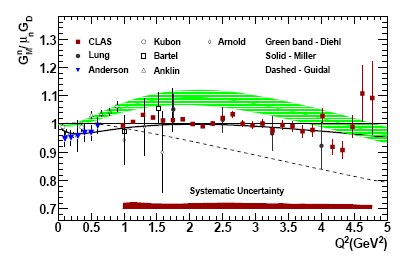 G_M^n/μ_n G_D
1.3
1.2
1.1
1
0.9
0.8
0.7
CLAS Kubon Arnold Green band - Diehl
Lung Bartel Solid - Miller
Anderson Anklin Dashed - Guidal
Systematic Uncertainty
0 0.5 1 1.5 2 2.5 3 3.5 4 4.5 5
Q²(GeV²)